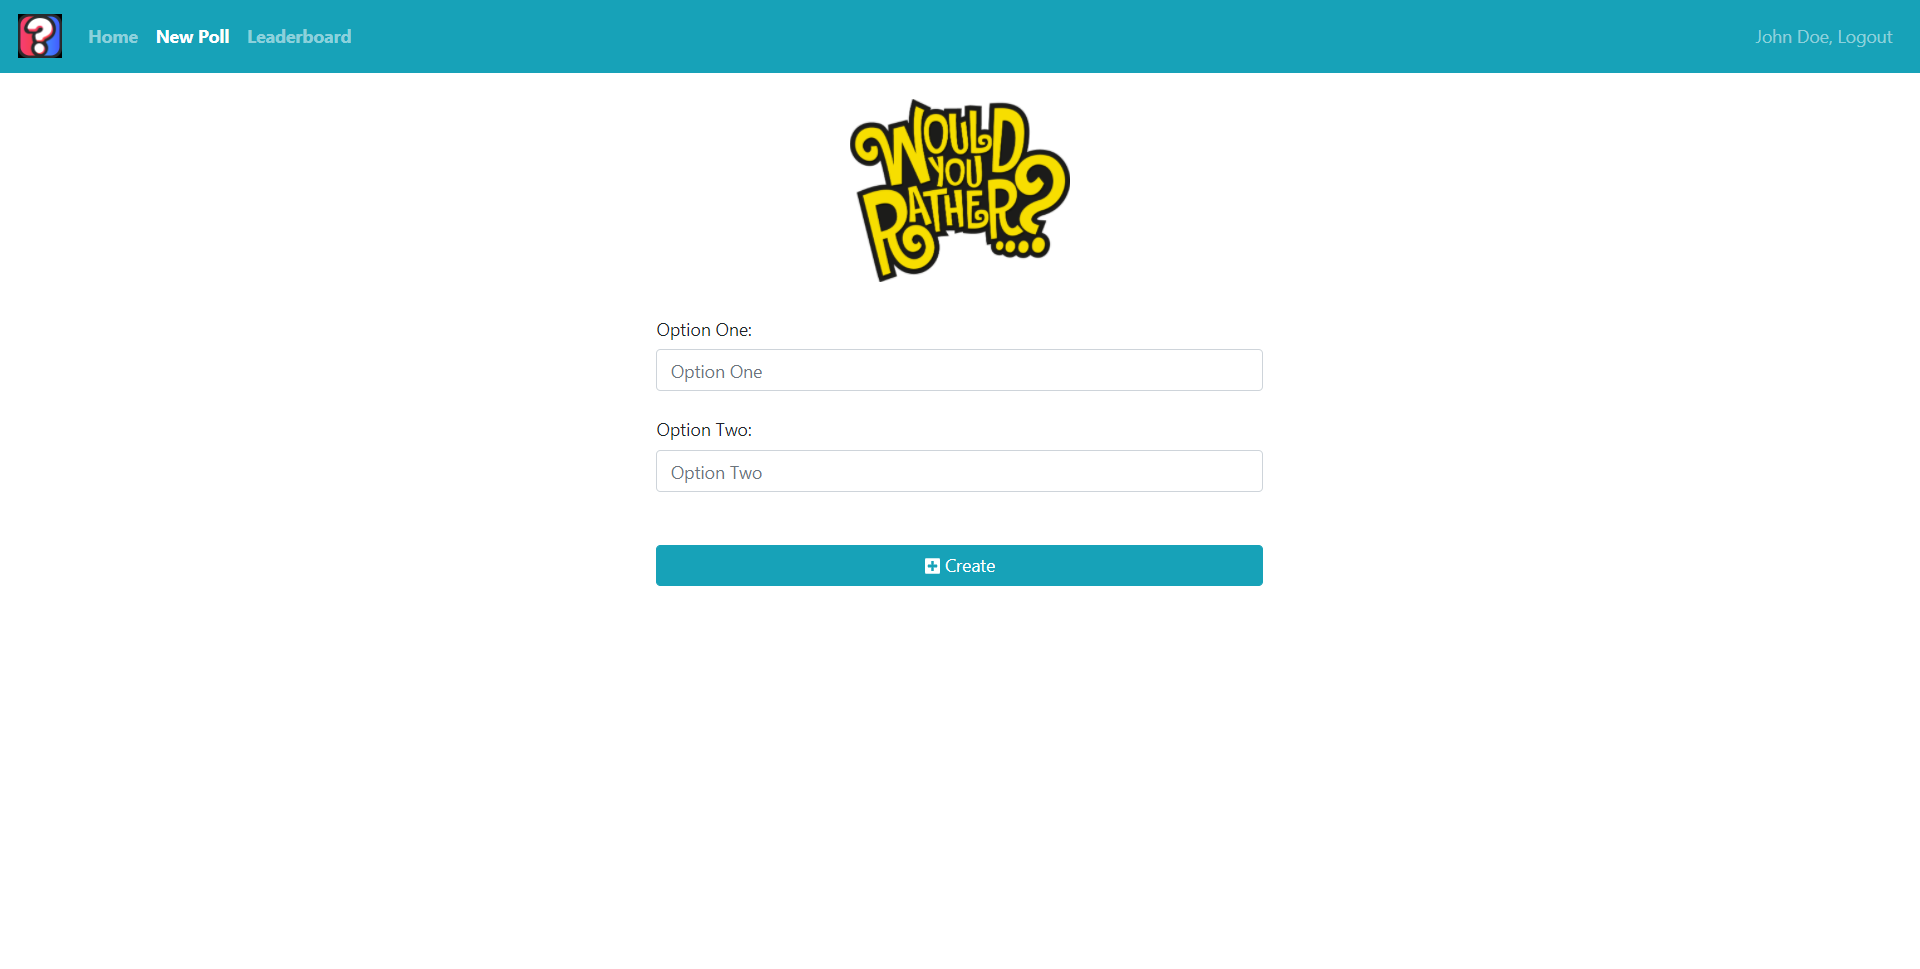 ?
Home New Poll Leaderboard John Doe, Logout
WOULD
YOU
RATHER...?
Option One:
Option One
Option Two:
Option Two
Create